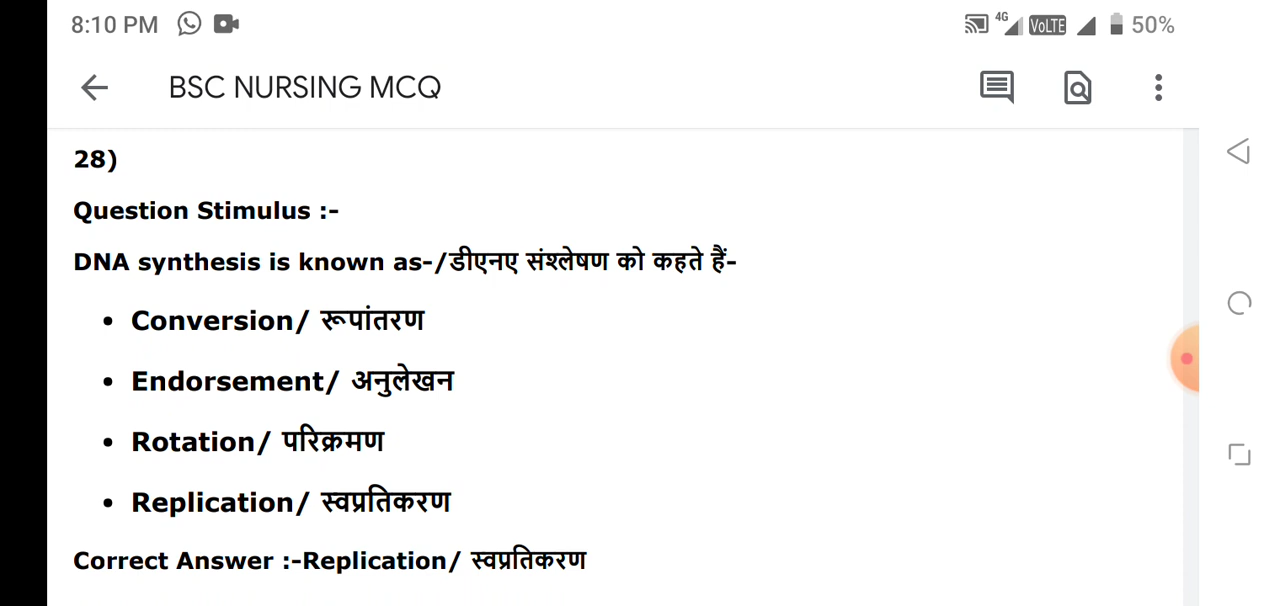 8:10 PM 4G VoLTE 50%
BSC NURSING MCQ
28)
Question Stimulus :-
DNA synthesis is known as-/डीएनए संश्लेषण को कहते हैं-
• Conversion/ रूपांतरण
• Endorsement/ अनुलेखन
• Rotation/ परिक्रमण
• Replication/ स्वप्रतिकरण
Correct Answer :-Replication/ स्वप्रतिकरण